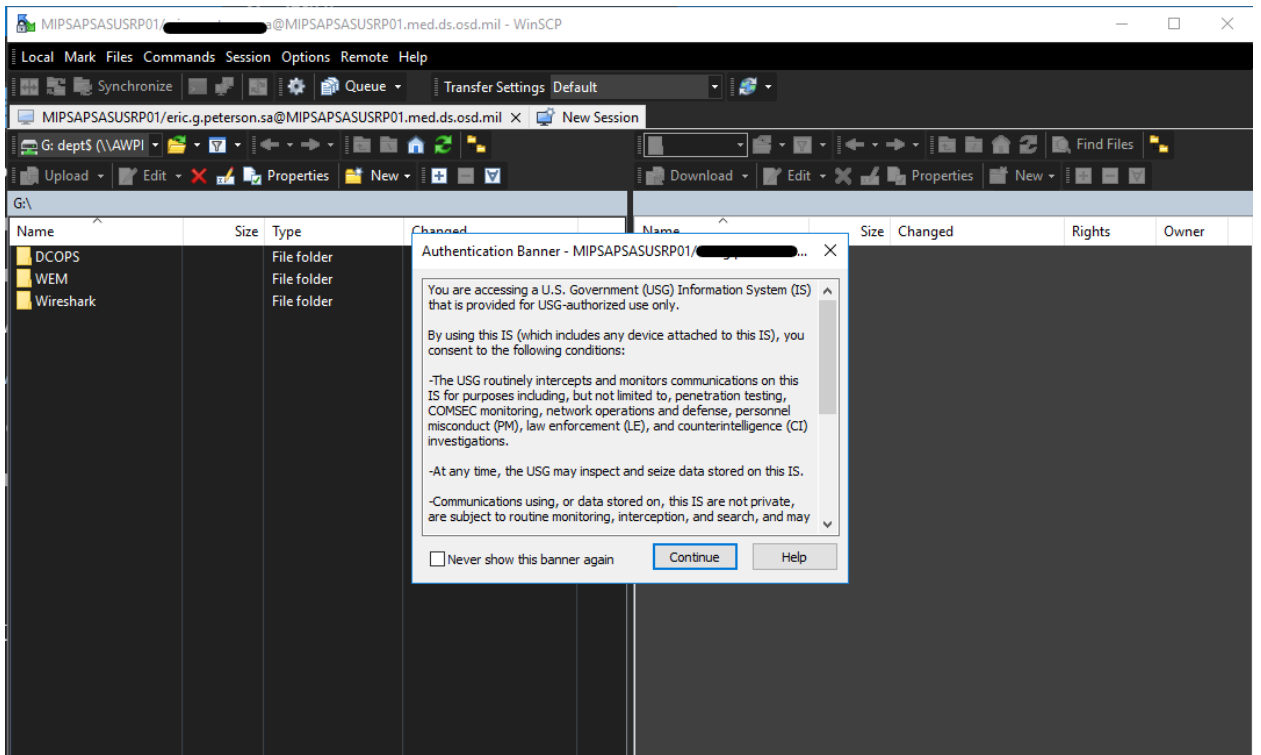 MIPSAPSASUSRP01/ a@MIPSAPSASUSRP01.med.ds.osd.mil - WinSCP
Local Mark Files Commands Session Options Remote Help
Synchronize Queue Transfer Settings Default
MIPSAPSASUSRP01/eric.g.peterson.sa@MIPSAPSASUSRP01.med.ds.osd.mil X New Session
G: dept$ (\\AWPI Find Files
Upload Edit Properties New Download Edit Properties New
G:\
Name Size Type Changed Name Size Changed Rights Owner
DCOPS File folder
WEM File folder
Wireshark File folder
Authentication Banner - MIPSAPSASUSRP01/ ...
You are accessing a U.S. Government (USG) Information System (IS)
that is provided for USG-authorized use only.
By using this IS (which includes any device attached to this IS), you
consent to the following conditions:
-The USG routinely intercepts and monitors communications on this
IS for purposes including, but not limited to, penetration testing,
COMSEC monitoring, network operations and defense, personnel
misconduct (PM), law enforcement (LE), and counterintelligence (CI)
investigations.
-At any time, the USG may inspect and seize data stored on this IS.
-Communications using, or data stored on, this IS are not private,
are subject to routine monitoring, interception, and search, and may
Never show this banner again Continue Help